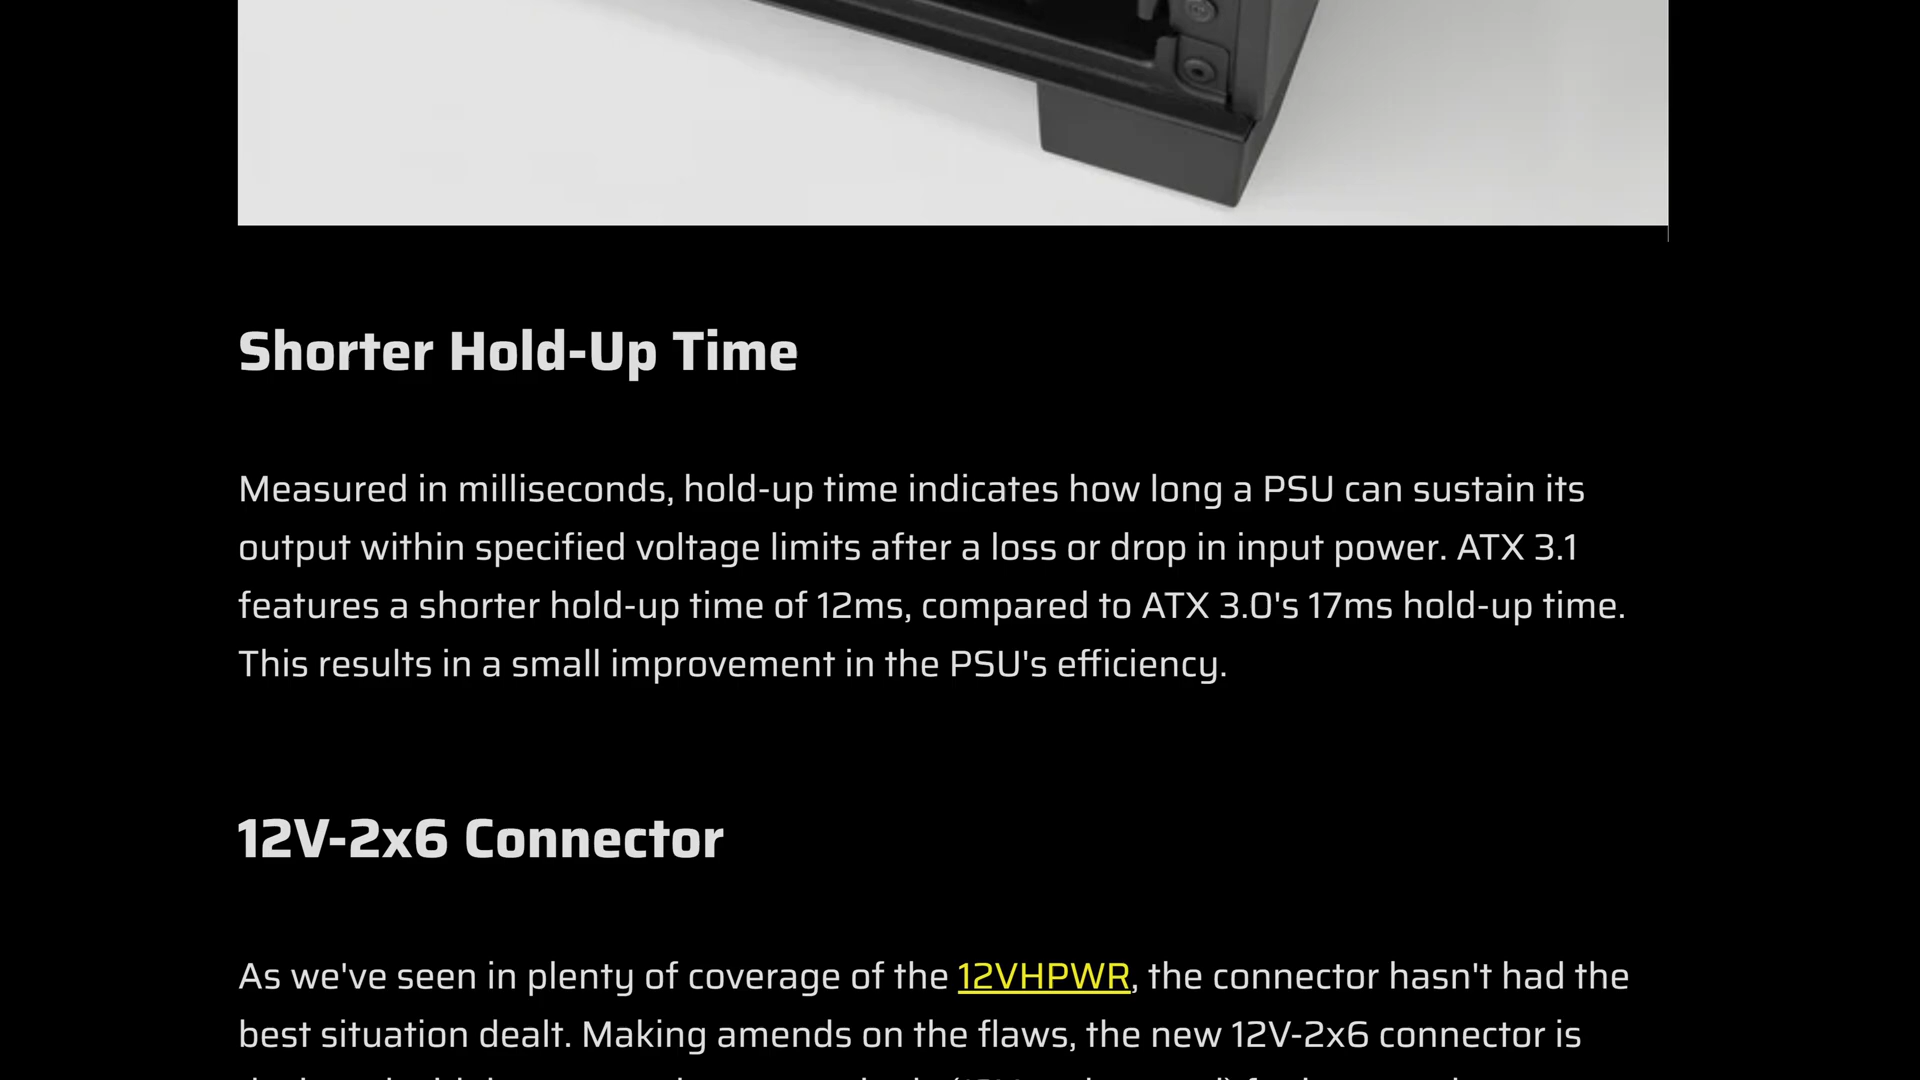 Shorter Hold-Up Time
Measured in milliseconds, hold-up time indicates how long a PSU can sustain its
output within specified voltage limits after a loss or drop in input power. ATX 3.1
features a shorter hold-up time of 12ms, compared to ATX 3.0's 17ms hold-up time.
This results in a small improvement in the PSU's efficiency.
12V-2x6 Connector
As we've seen in plenty of coverage of the 12VHPWR, the connector hasn't had the
best situation dealt. Making amends on the flaws, the new 12V-2x6 connector is